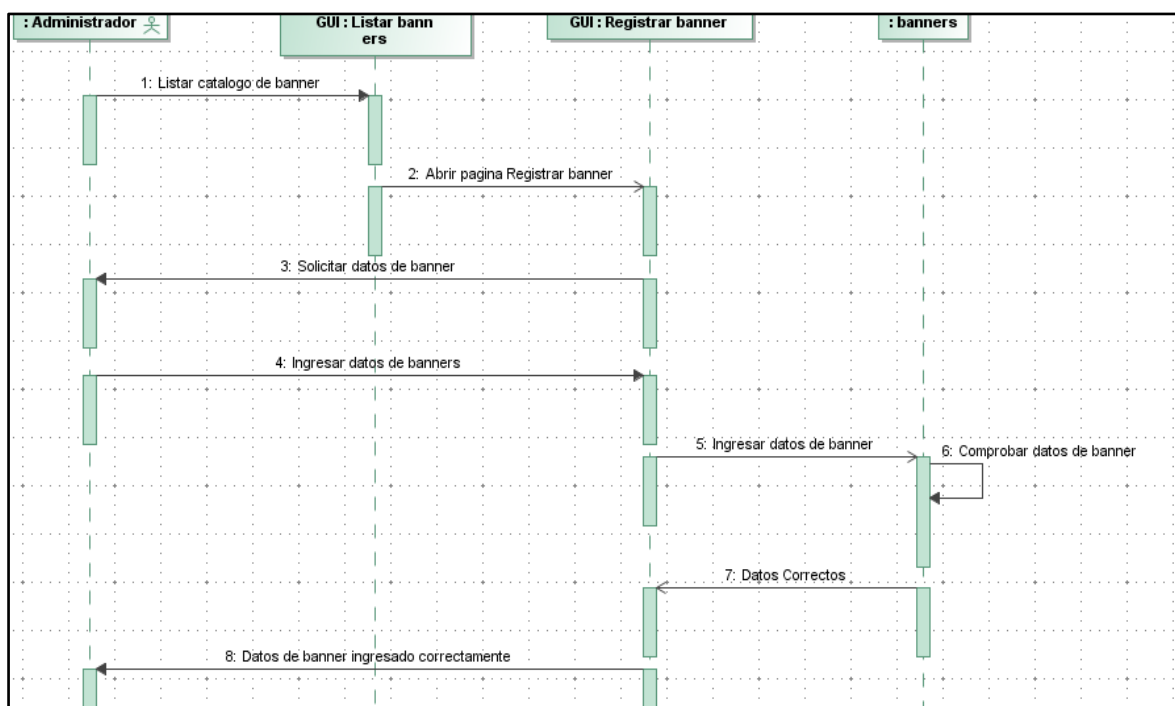 : Administrador
GUI : Listar bann
ers
GUI : Registrar banner
: banners
1: Listar catalogo de banner
2: Abrir pagina Registrar banner
3: Solicitar datos de banner
4: Ingresar datos de banners
5: Ingresar datos de banner
6: Comprobar datos de banner
7: Datos Correctos
8: Datos de banner ingresado correctamente